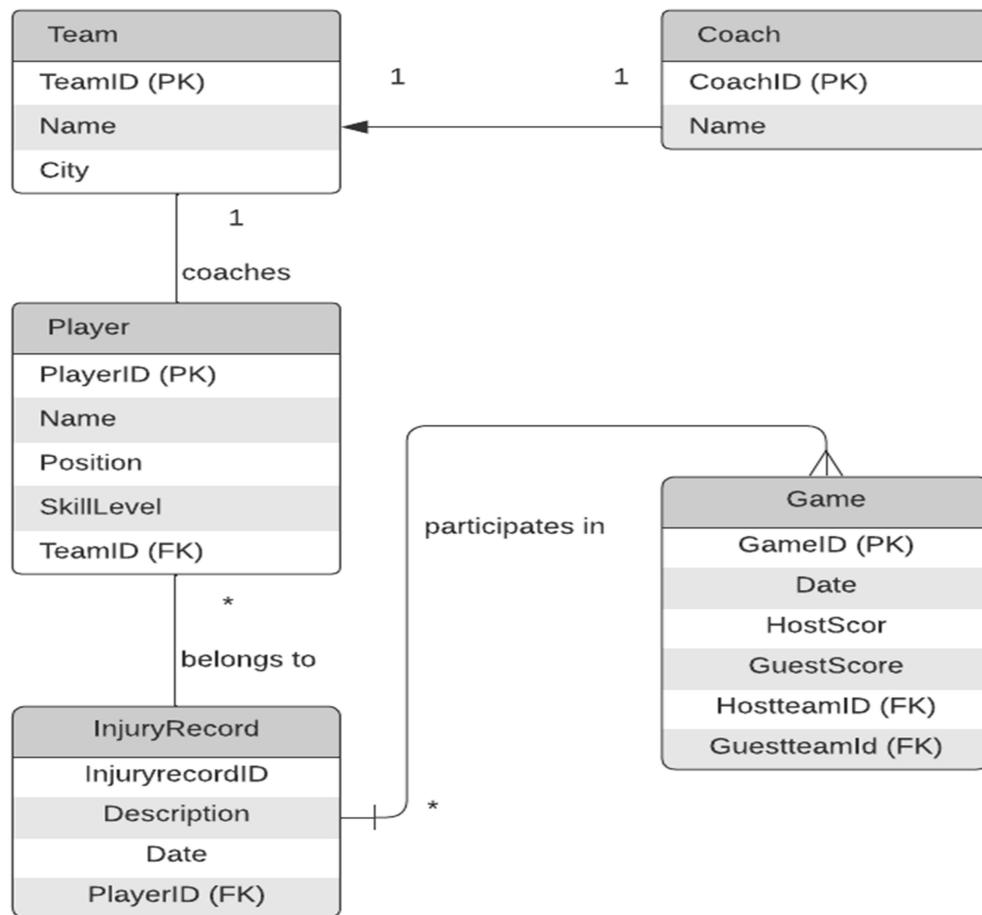 Team
TeamID (PK)
Name
City
1
1
Coach
CoachID (PK)
Name
1
coaches
Player
PlayerID (PK)
Name
Position
SkillLevel
TeamID (FK)
*
belongs to
participates in
Game
GameID (PK)
Date
HostScor
GuestScore
HostteamID (FK)
GuestteamId (FK)
InjuryRecord
InjuryrecordID
Description
Date
PlayerID (FK)
*